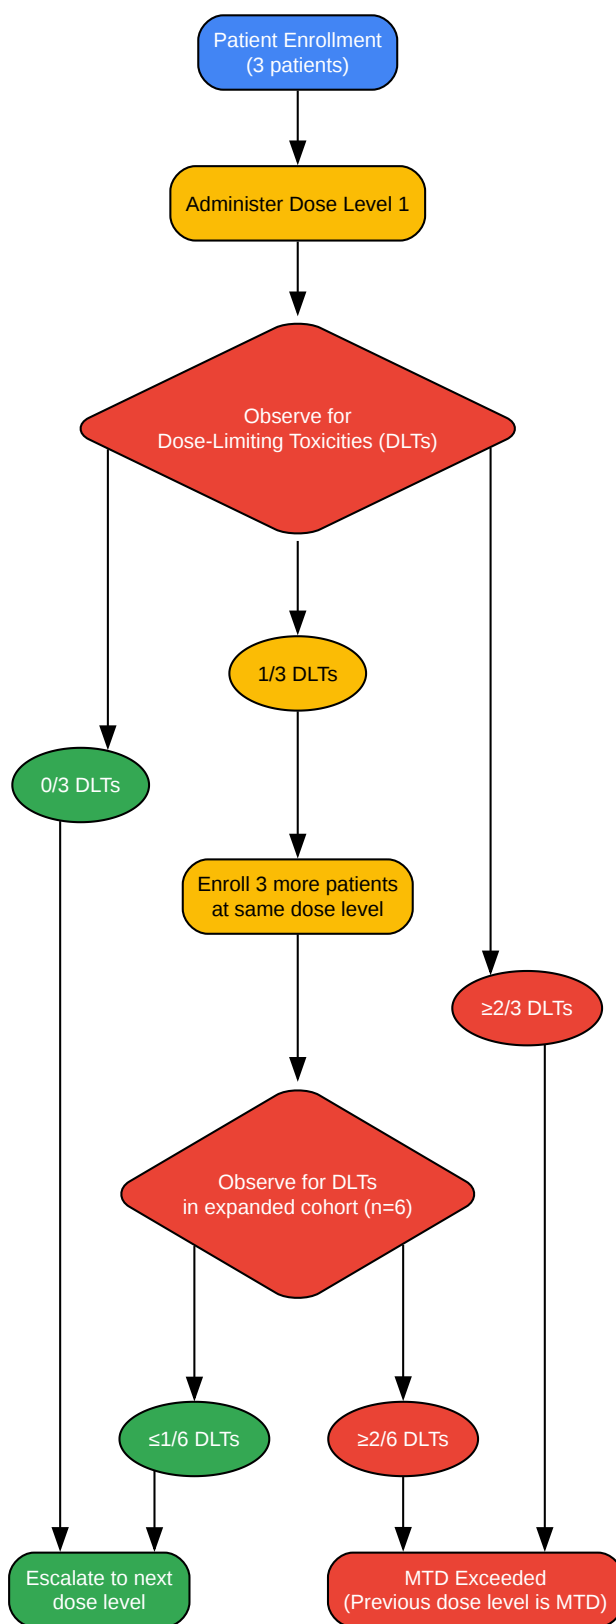 Patient Enrollment
(3 patients)
Administer Dose Level 1
Observe for
Dose-Limiting Toxicities (DLTs)
1/3 DLTs
0/3 DLTs
Enroll 3 more patients
at same dose level
≥2/3 DLTs
Observe for DLTs
in expanded cohort (n=6)
≤1/6 DLTs
≥2/6 DLTs
Escalate to next
dose level
MTD Exceeded
(Previous dose level is MTD)